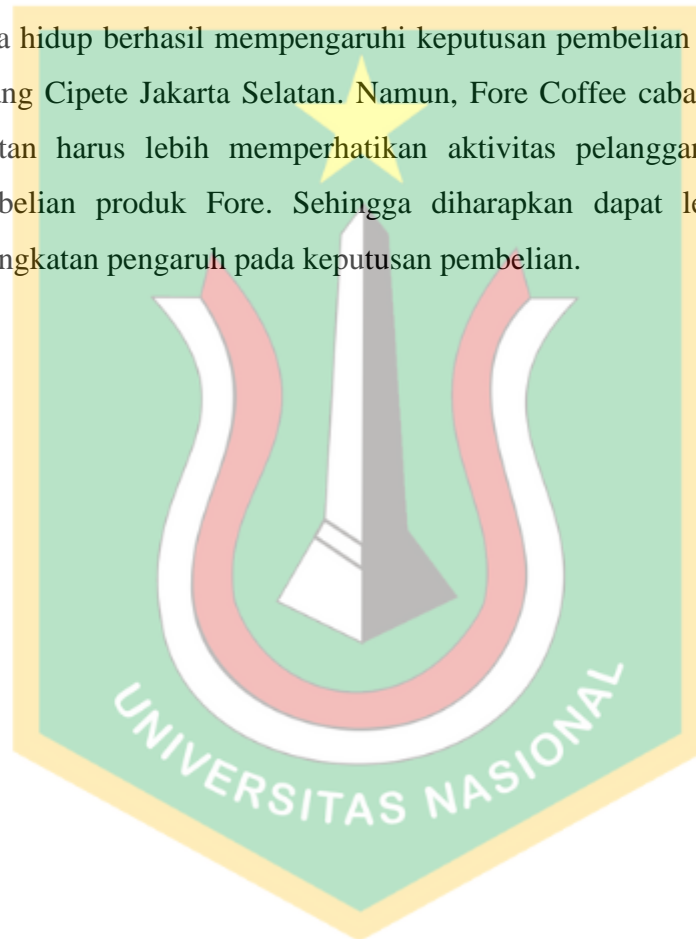 a hidup berhasil mempengaruhi keputusan pembelian
ang Cipete Jakarta Selatan. Namun, Fore Coffee caba
tan harus lebih memperhatikan aktivitas pelanggan
belian produk Fore. Sehingga diharapkan dapat le
ngkatan pengaruh pada keputusan pembelian.
UNIVERSITAS NASIONAL